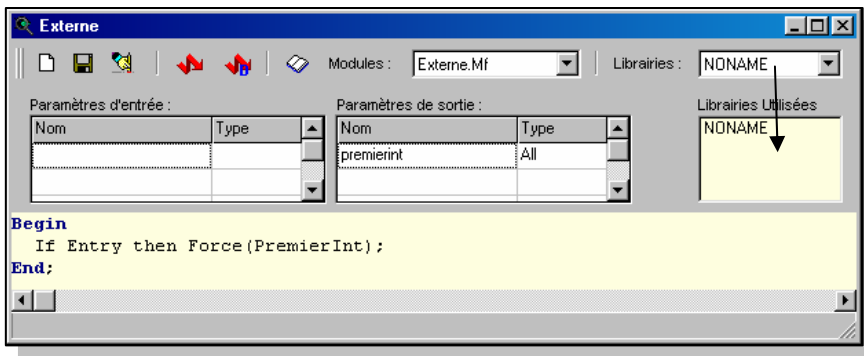 Externe
Modules : Externe.Mf Librairies : NONAME
Paramètres d'entrée : Paramètres de sortie : Librairies Utilisées
Nom Type Nom Type NONAME
premierint All
Begin
If Entry then Force(PremierInt);
End;